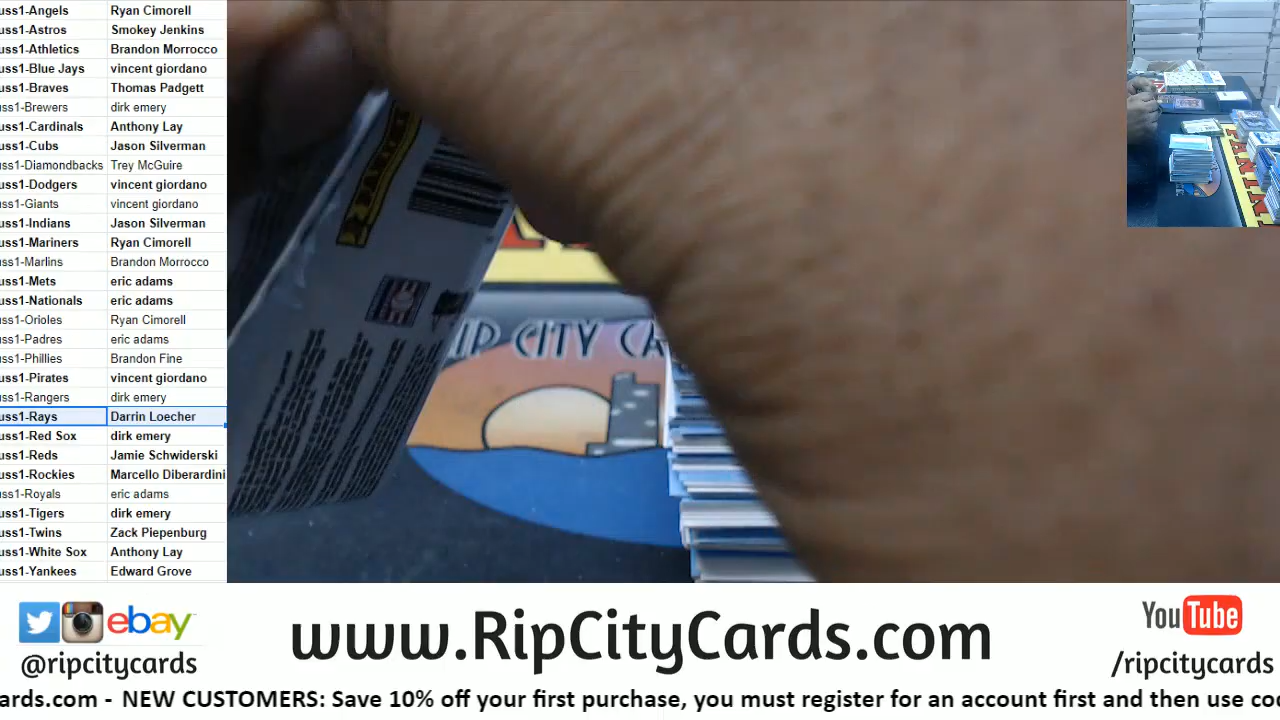 uss1-Angels Ryan Cimorell
uss1-Astros Smokey Jenkins
uss1-Athletics Brandon Morrocco
uss1-Blue Jays vincent giordano
uss1-Braves Thomas Padgett
uss1-Brewers dirk emery
uss1-Cardinals Anthony Lay
uss1-Cubs Jason Silverman
uss1-Diamondbacks Trey McGuire
uss1-Dodgers vincent giordano
uss1-Giants vincent giordano
uss1-Indians Jason Silverman
uss1-Mariners Ryan Cimorell
uss1-Marlins Brandon Morrocco
uss1-Mets eric adams
uss1-Nationals eric adams
uss1-Orioles Ryan Cimorell
uss1-Padres eric adams
uss1-Phillies Brandon Fine
uss1-Pirates vincent giordano
uss1-Rangers dirk emery
uss1-Rays Darrin Loecher
uss1-Red Sox dirk emery
uss1-Reds Jamie Schwiderski
uss1-Rockies Marcello Diberardini
uss1-Royals eric adams
uss1-Tigers dirk emery
uss1-Twins Zack Piepenburg
uss1-White Sox Anthony Lay
uss1-Yankees Edward Grove
RIP CITY CA
PANINI
ebay
@ripcitycards
www.RipCityCards.com
YouTube
/ripcitycards
cards.com - NEW CUSTOMERS: Save 10% off your first purchase, you must register for an account first and then use cod